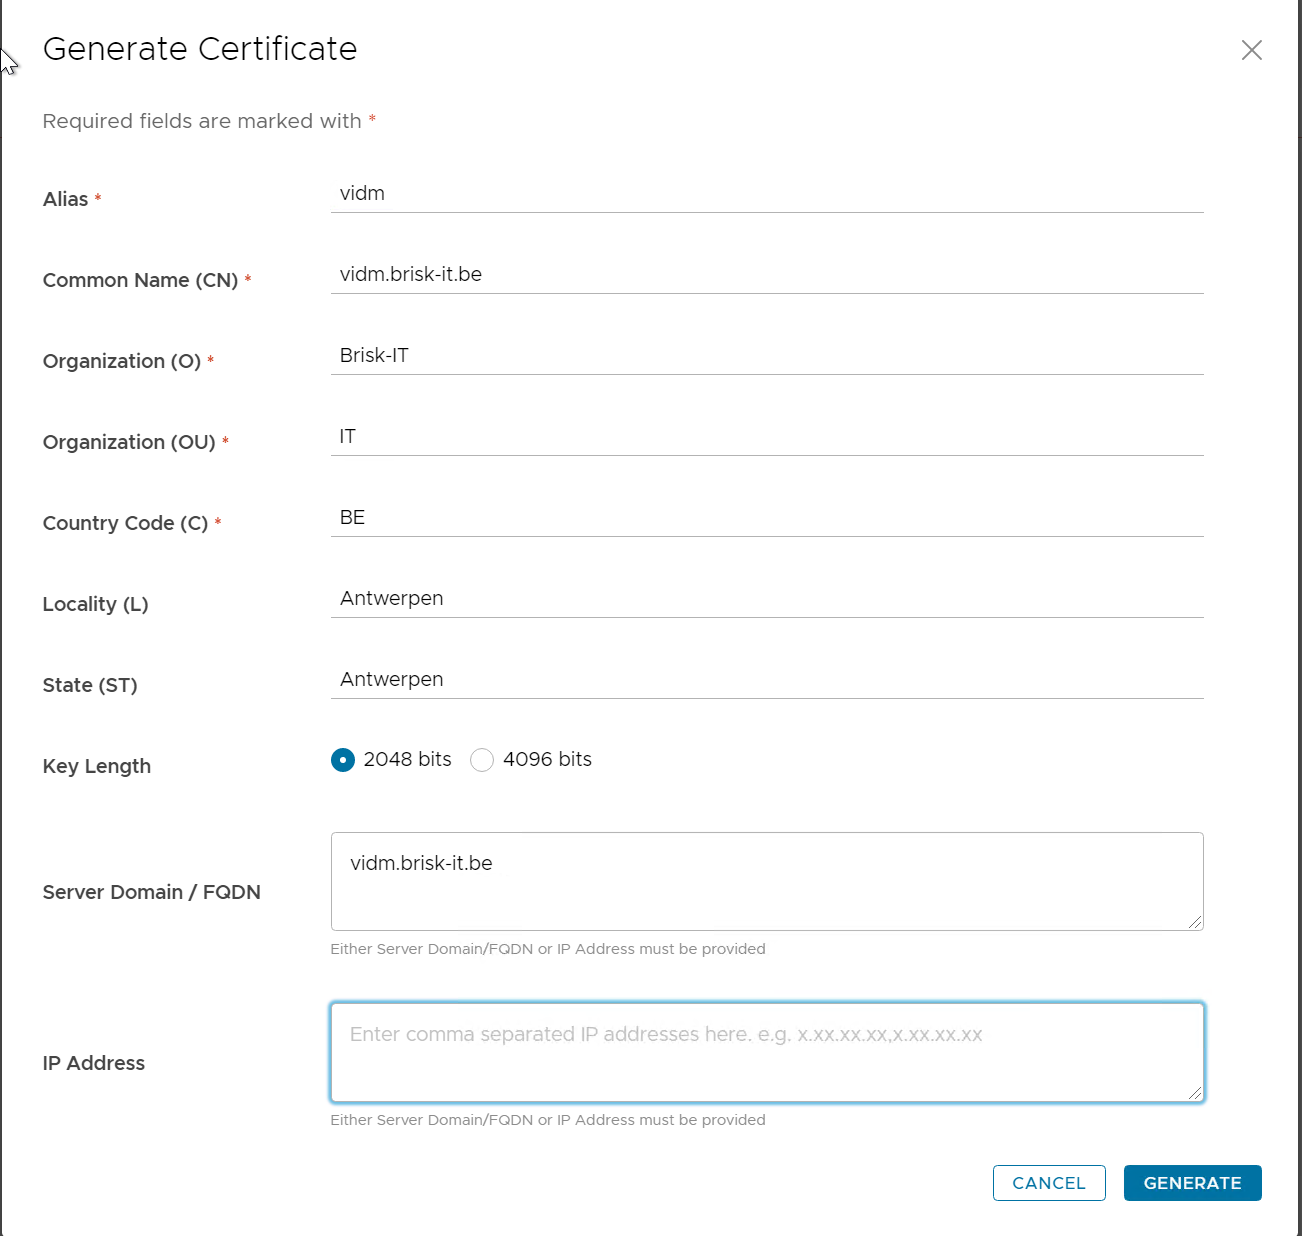 Generate Certificate
Required fields are marked with *
Alias * vidm
Common Name (CN) * vidm.brisk-it.be
Organization (O) * Brisk-IT
Organization (OU) * IT
Country Code (C) * BE
Locality (L) Antwerpen
State (ST) Antwerpen
Key Length 2048 bits 4096 bits
Server Domain / FQDN vidm.brisk-it.be
Either Server Domain/FQDN or IP Address must be provided
IP Address Enter comma separated IP addresses here. e.g. x.xx.xx.xx,x.xx.xx.xx
Either Server Domain/FQDN or IP Address must be provided
CANCEL GENERATE